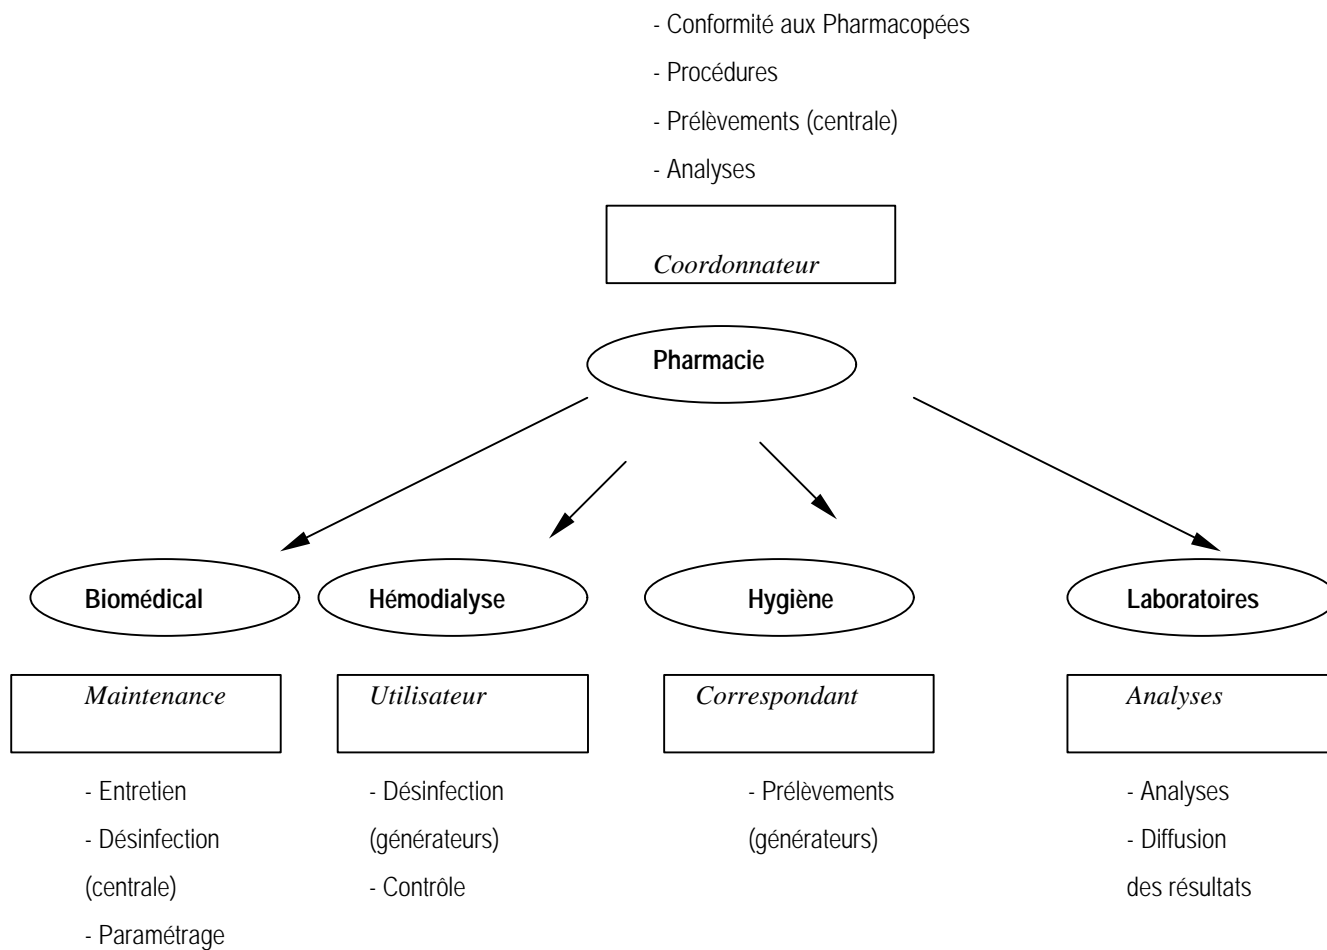 - Conformité aux Pharmacopées
- Procédures
- Prélèvements (centrale)
- Analyses
Coordonnateur
Pharmacie
Biomédical
Hémodialyse
Hygiène
Laboratoires
Maintenance
Utilisateur
Correspondant
Analyses
- Entretien
- Désinfection
(centrale)
- Paramétrage
- Désinfection
(générateurs)
- Contrôle
- Prélèvements
(générateurs)
- Analyses
- Diffusion
des résultats